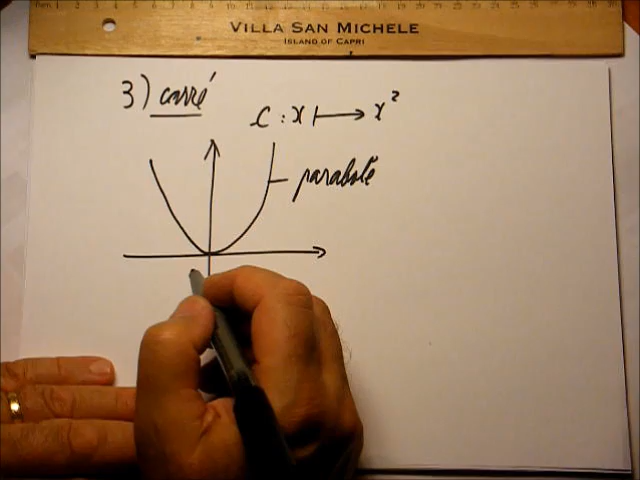 VILLA SAN MICHELE
ISLAND OF CAPRI
3) carré
C : x ⟼ x²
parabole